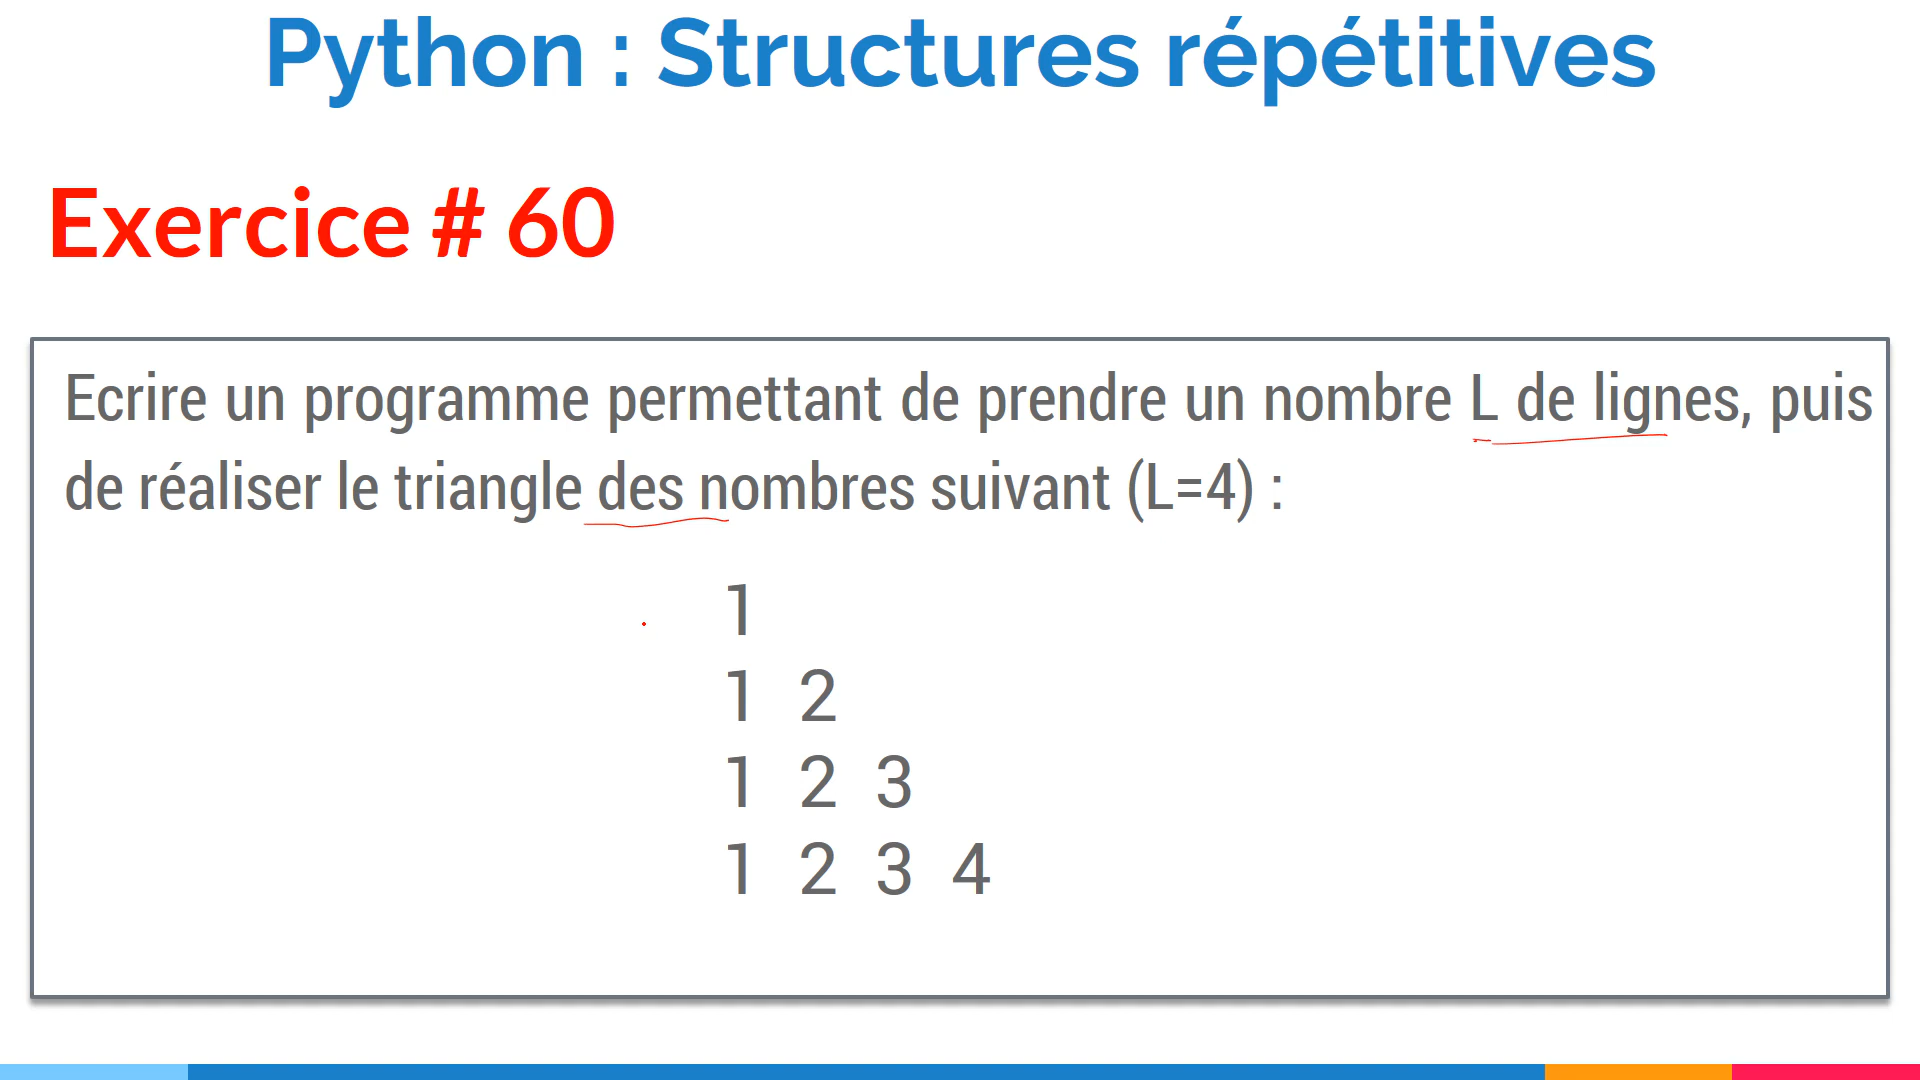 Python : Structures répétitives
Exercice # 60
Ecrire un programme permettant de prendre un nombre L de lignes, puis
de réaliser le triangle des nombres suivant (L=4) :
1
1 2
1 2 3
1 2 3 4